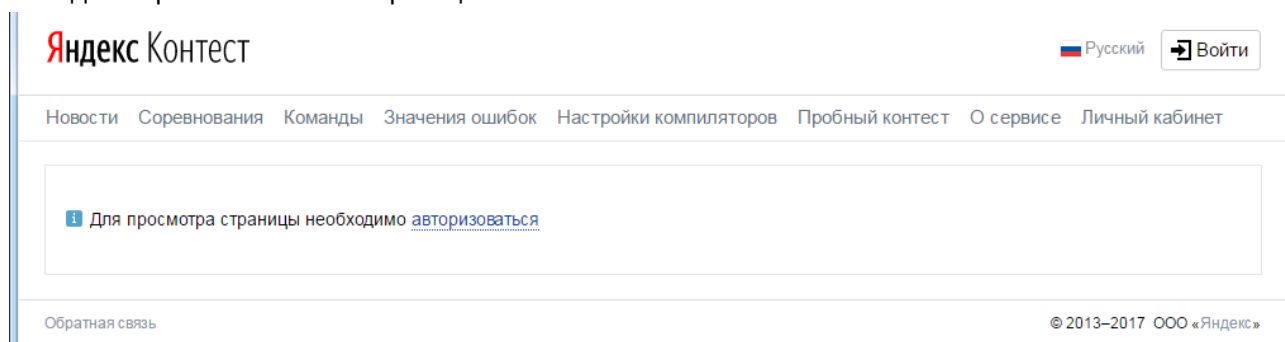 Яндекс Контест
Русский
Войти
Новости Соревнования Команды Значения ошибок Настройки компиляторов Пробный контест О сервисе Личный кабинет
Для просмотра страницы необходимо авторизоваться
Обратная связь
© 2013–2017 ООО «Яндекс»